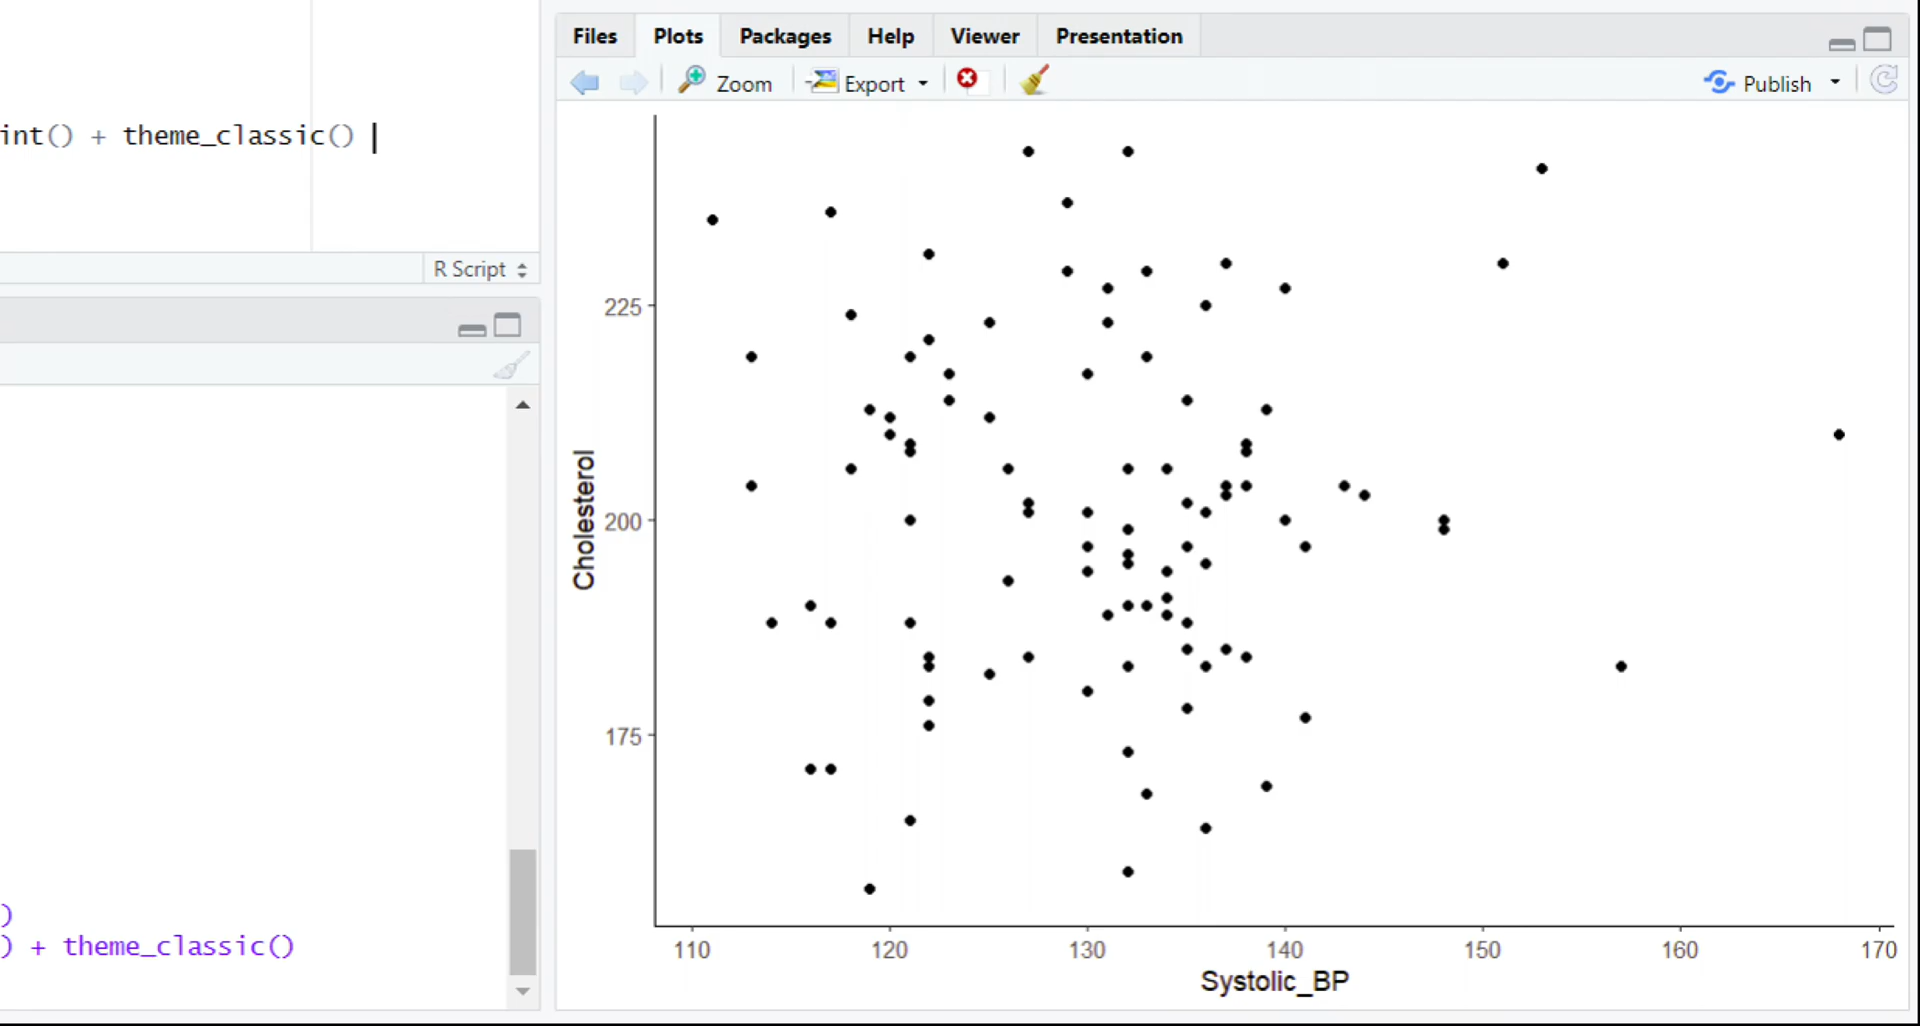 int() + theme_classic()
R Script
)
) + theme_classic()
Files Plots Packages Help Viewer Presentation
Zoom Export Publish
225
200
175
Cholesterol
110 120 130 140 150 160 170
Systolic_BP